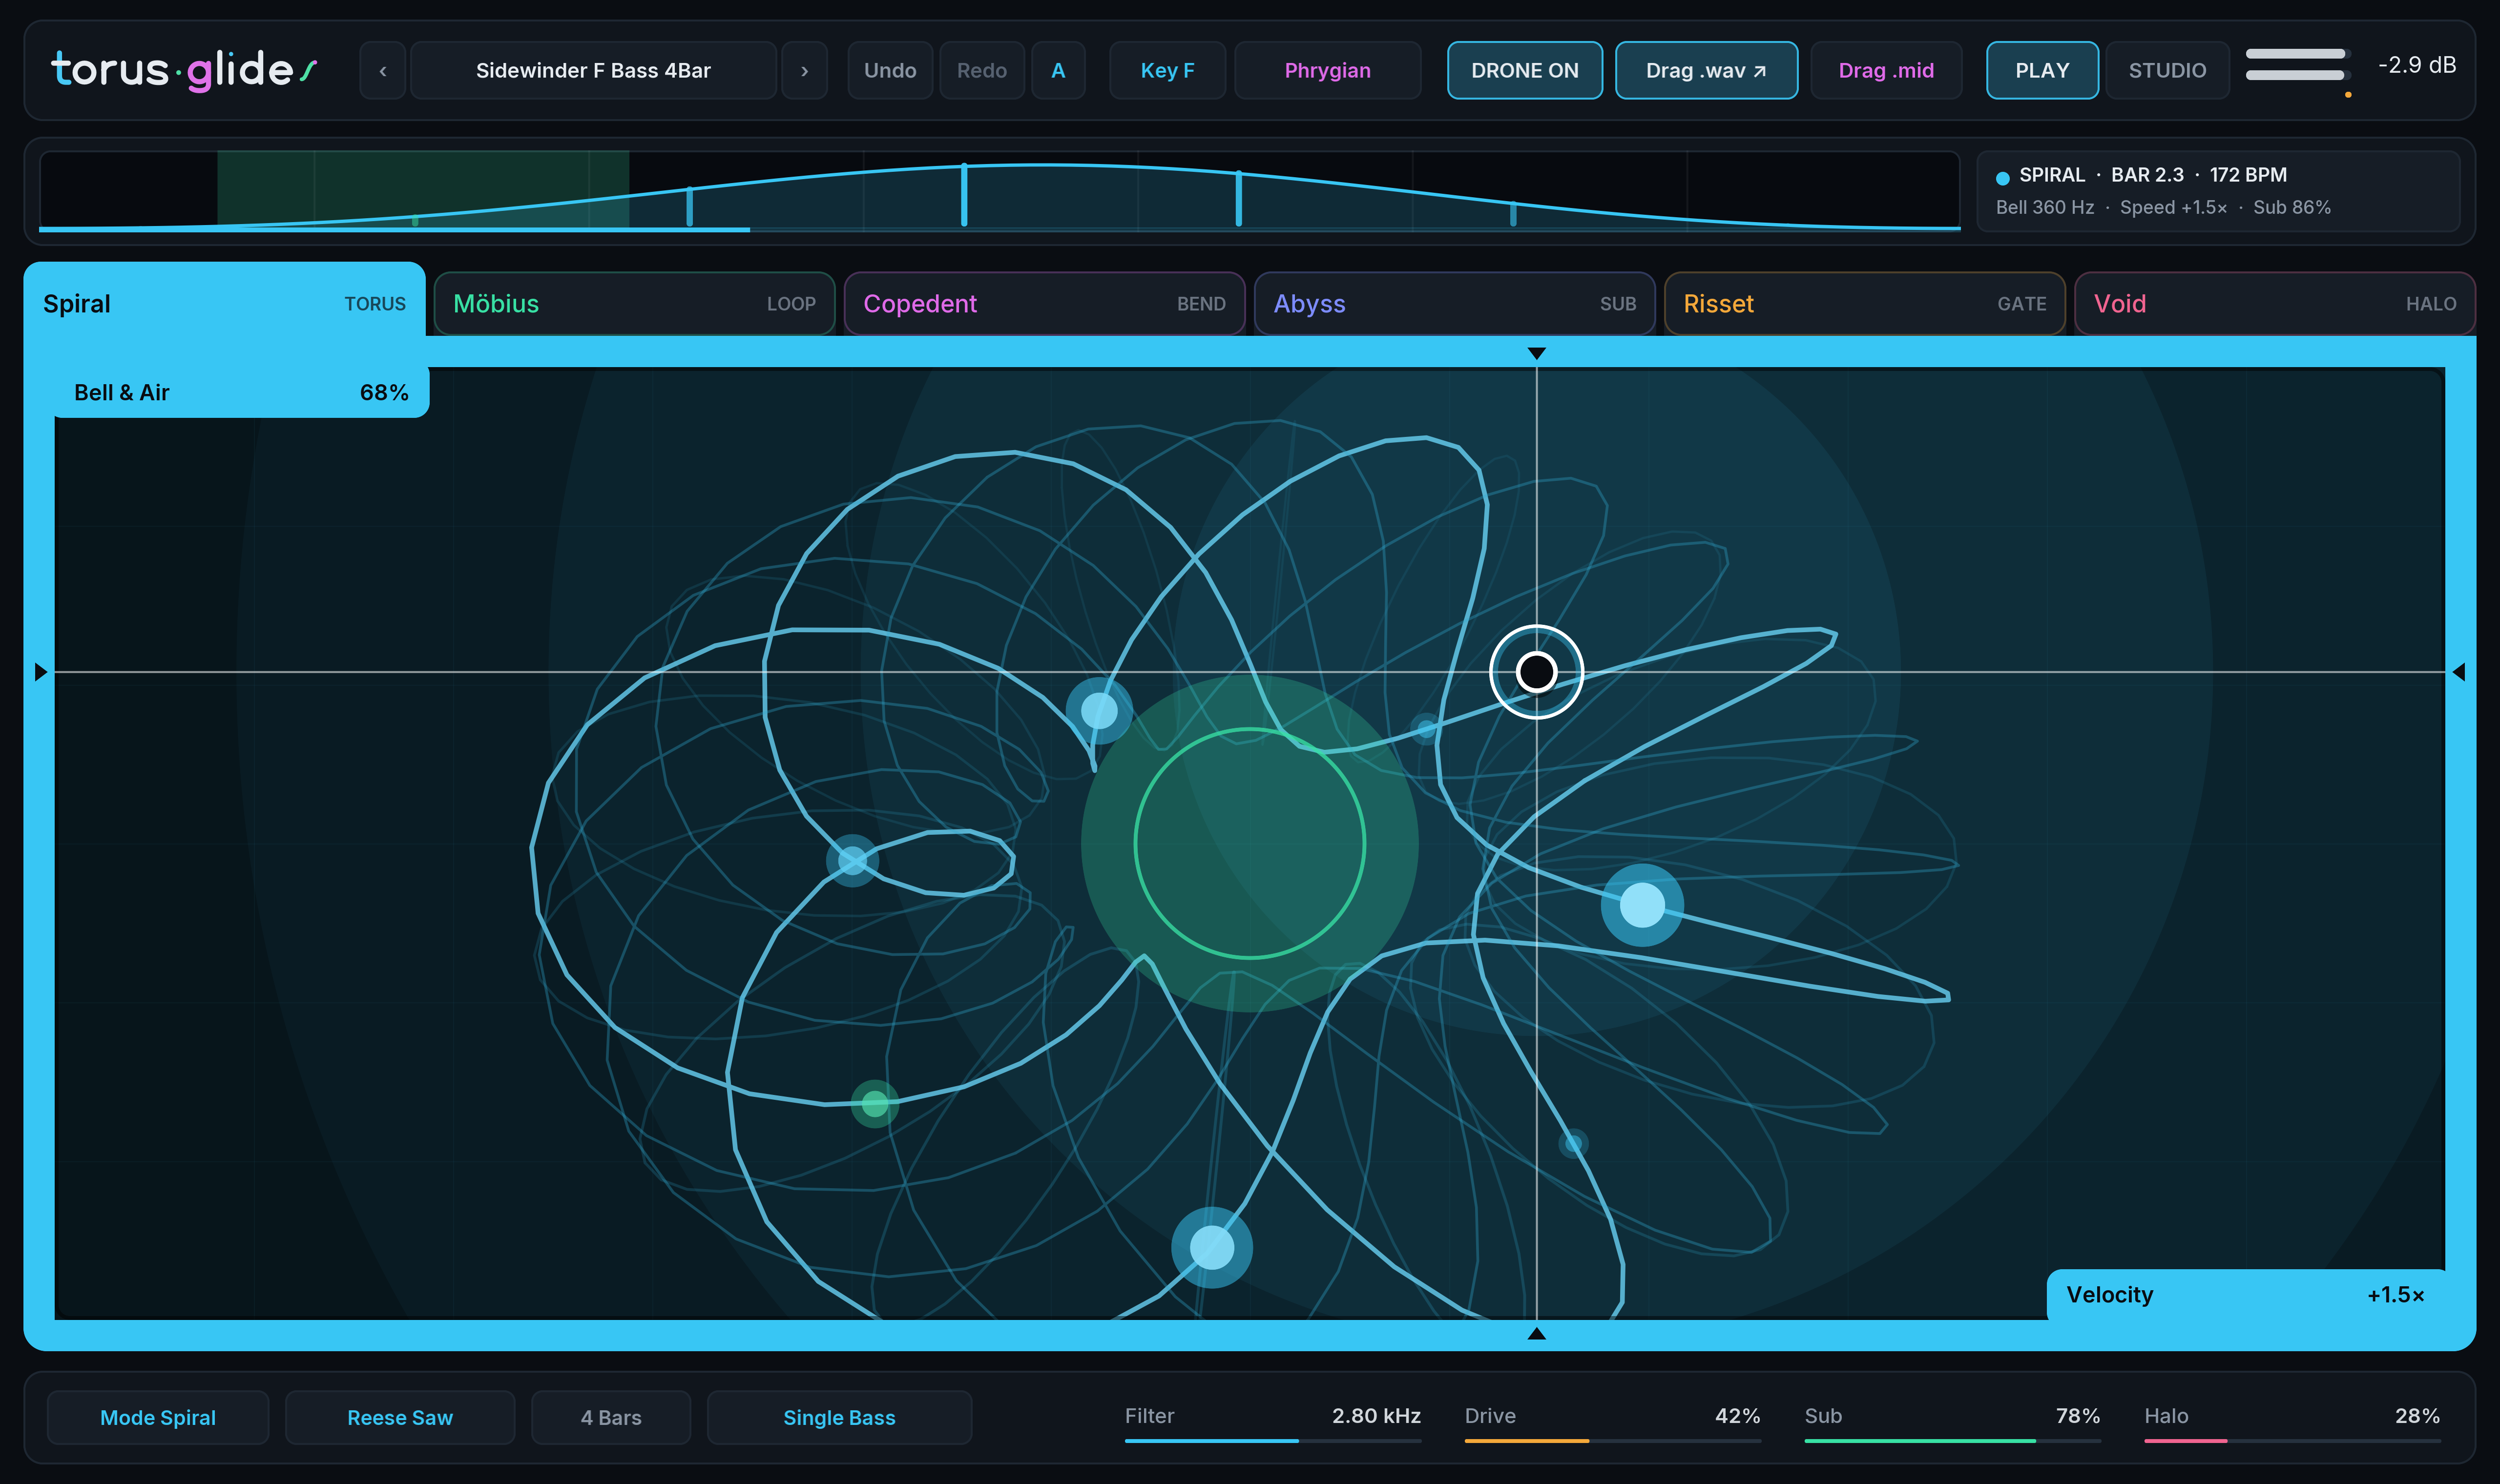 torus·glide
‹ Sidewinder F Bass 4Bar › Undo Redo A Key F Phrygian DRONE ON Drag .wav ↗ Drag .mid PLAY STUDIO -2.9 dB
SPIRAL · BAR 2.3 · 172 BPM
Bell 360 Hz · Speed +1.5× · Sub 86%
Spiral TORUS Möbius LOOP Copedent BEND Abyss SUB Risset GATE Void HALO
Bell & Air 68%
Velocity +1.5×
Mode Spiral Reese Saw 4 Bars Single Bass Filter 2.80 kHz Drive 42% Sub 78% Halo 28%